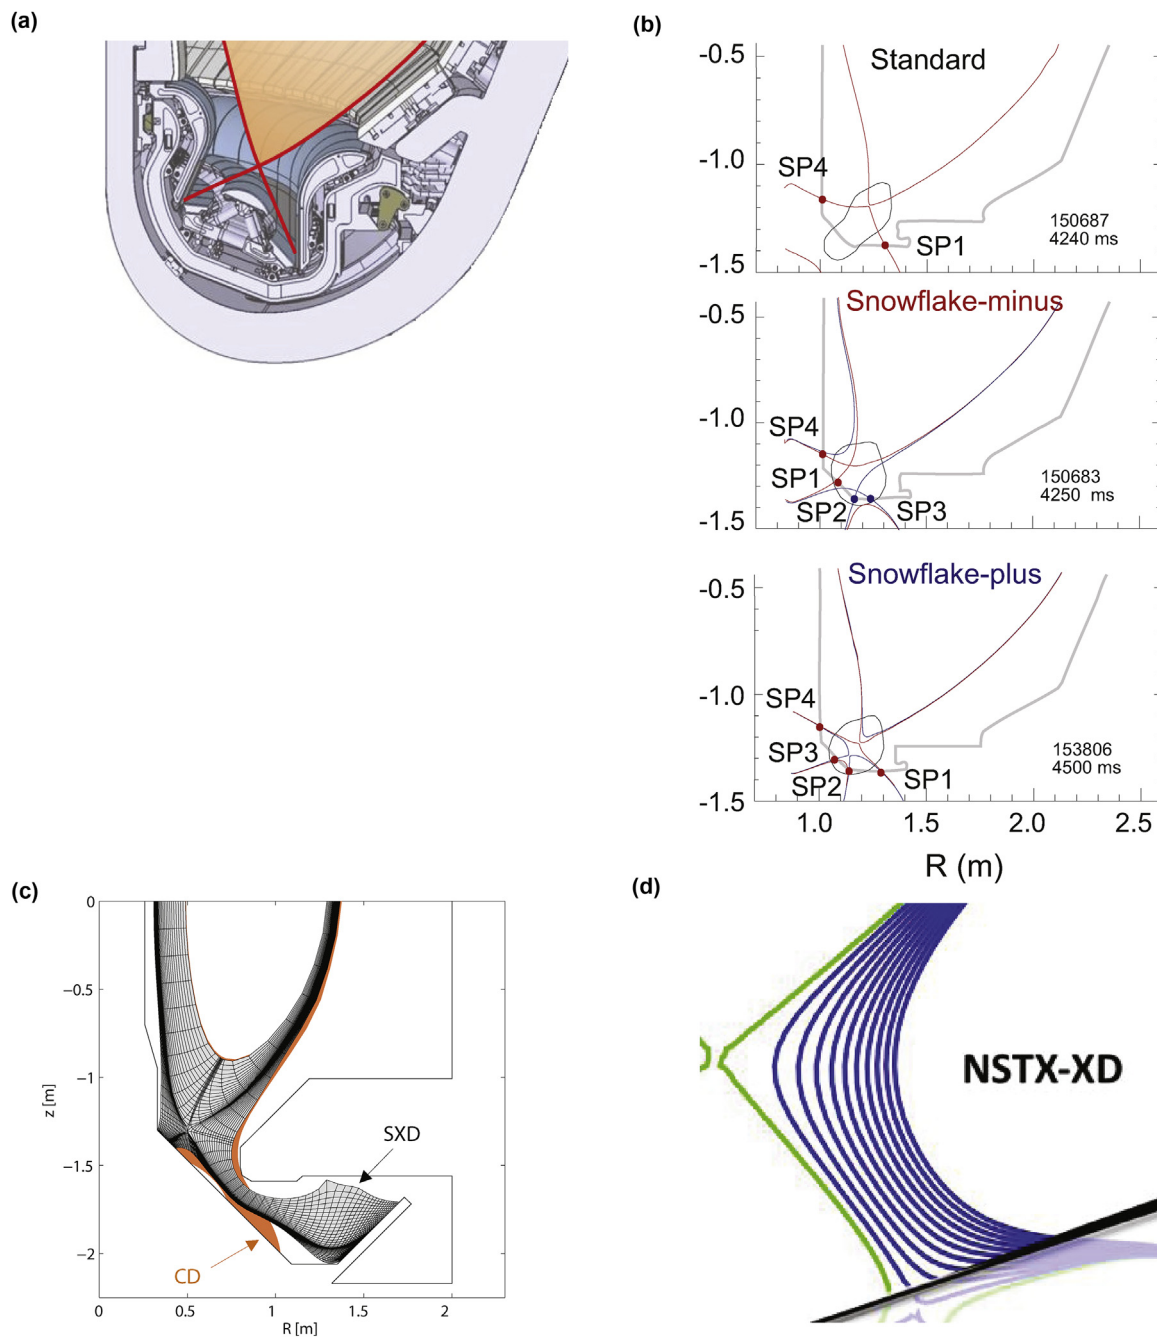 (a)
(b)
-0.5
Standard
-1.0
SP4
SP1
150687
4240 ms
-1.5
Snowflake-minus
-0.5
-1.0
SP4
SP1
SP2
SP3
150683
4250 ms
-1.5
Snowflake-plus
-0.5
-1.0
SP4
SP3
SP2
SP1
153806
4500 ms
-1.5
1.0 1.5 2.0 2.5
R (m)
(c)
0
−0.5
−1
−1.5
−2
z [m]
SXD
CD
0 0.5 1 1.5 2
R [m]
(d)
NSTX-XD